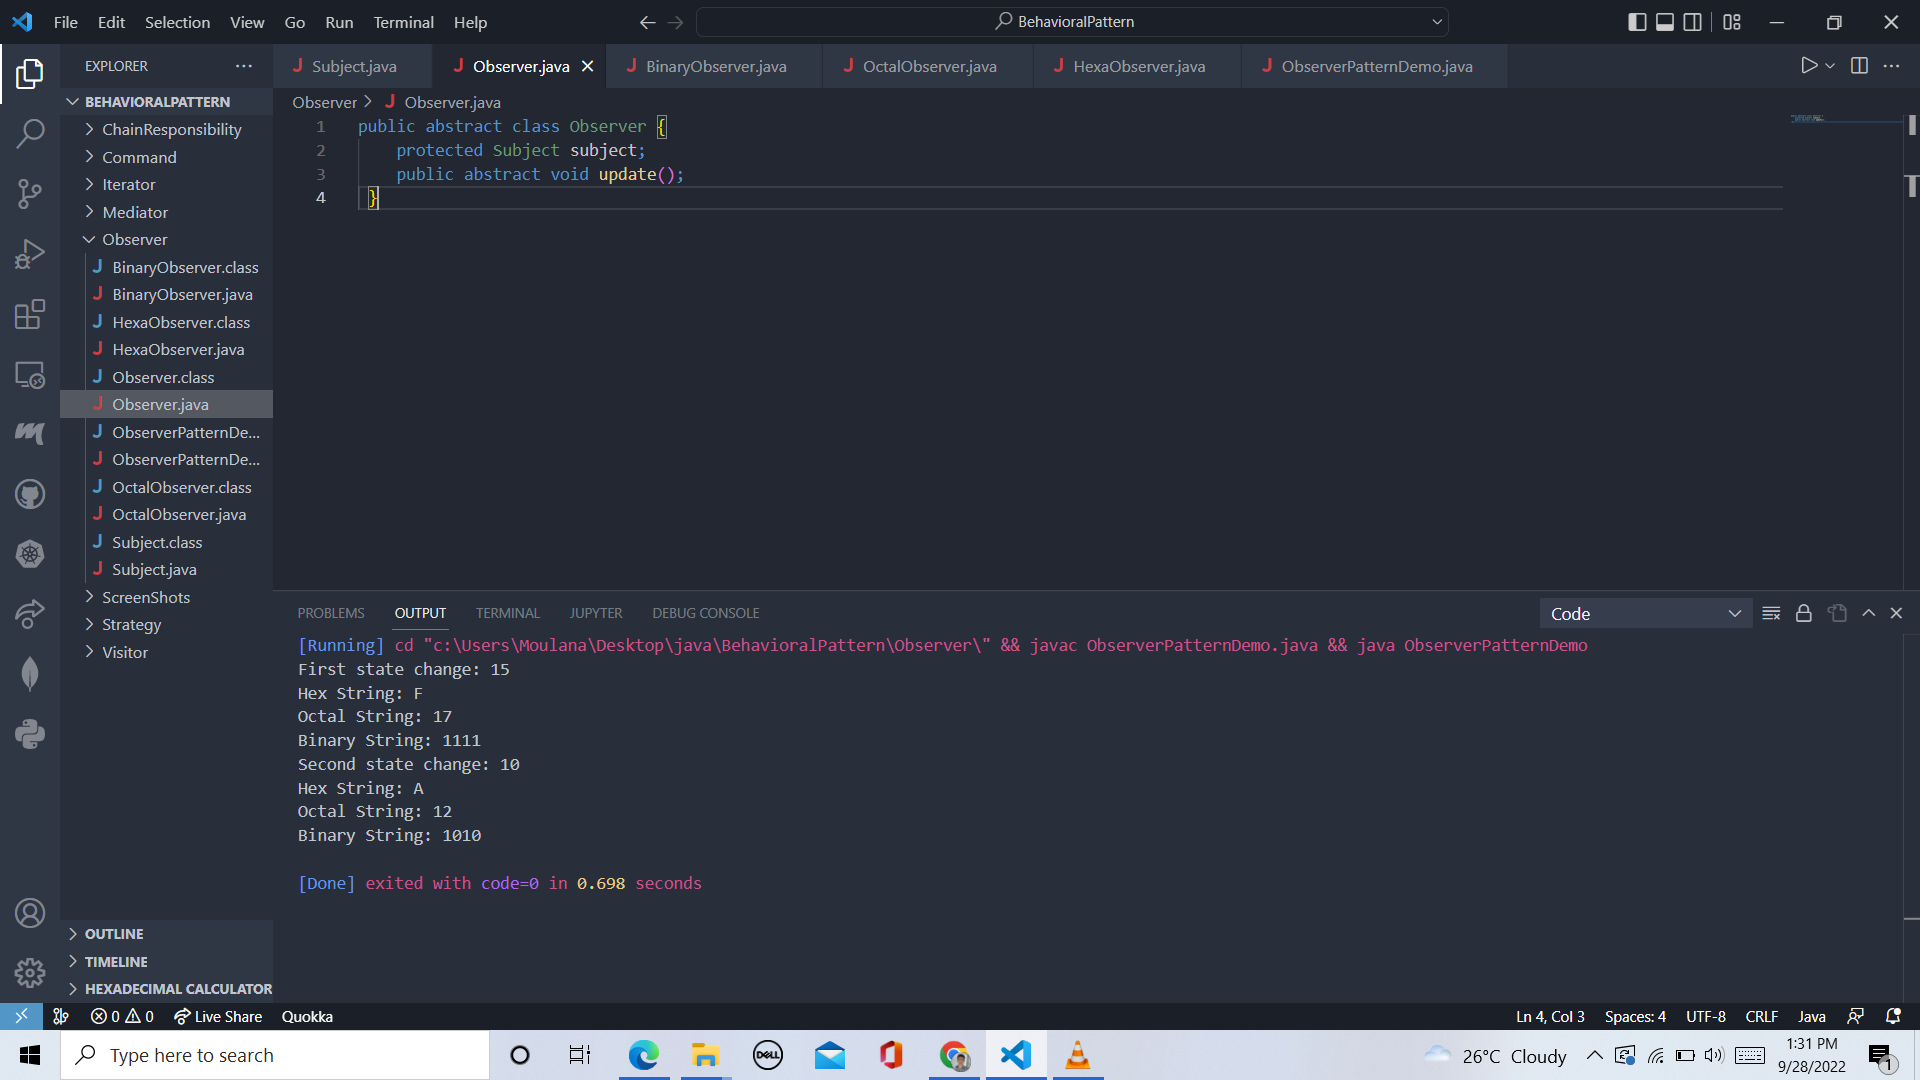 File Edit Selection View Go Run Terminal Help
BehavioralPattern
EXPLORER
Subject.java
Observer.java
BinaryObserver.java
OctalObserver.java
HexaObserver.java
ObserverPatternDemo.java
BEHAVIORALPATTERN
ChainResponsibility
Command
Iterator
Mediator
Observer
BinaryObserver.class
BinaryObserver.java
HexaObserver.class
HexaObserver.java
Observer.class
Observer.java
ObserverPatternDe...
ObserverPatternDe...
OctalObserver.class
OctalObserver.java
Subject.class
Subject.java
ScreenShots
Strategy
Visitor
OUTLINE
TIMELINE
HEXADECIMAL CALCULATOR
Observer > Observer.java
1 public abstract class Observer {
2 protected Subject subject;
3 public abstract void update();
4 }
PROBLEMS OUTPUT TERMINAL JUPYTER DEBUG CONSOLE
Code
[Running] cd "c:\Users\Moulana\Desktop\java\BehavioralPattern\Observer\" && javac ObserverPatternDemo.java && java ObserverPatternDemo
First state change: 15
Hex String: F
Octal String: 17
Binary String: 1111
Second state change: 10
Hex String: A
Octal String: 12
Binary String: 1010
[Done] exited with code=0 in 0.698 seconds
0 0 Live Share Quokka
Ln 4, Col 3 Spaces: 4 UTF-8 CRLF Java
Type here to search
DELL
26°C Cloudy
1:31 PM
9/28/2022
1